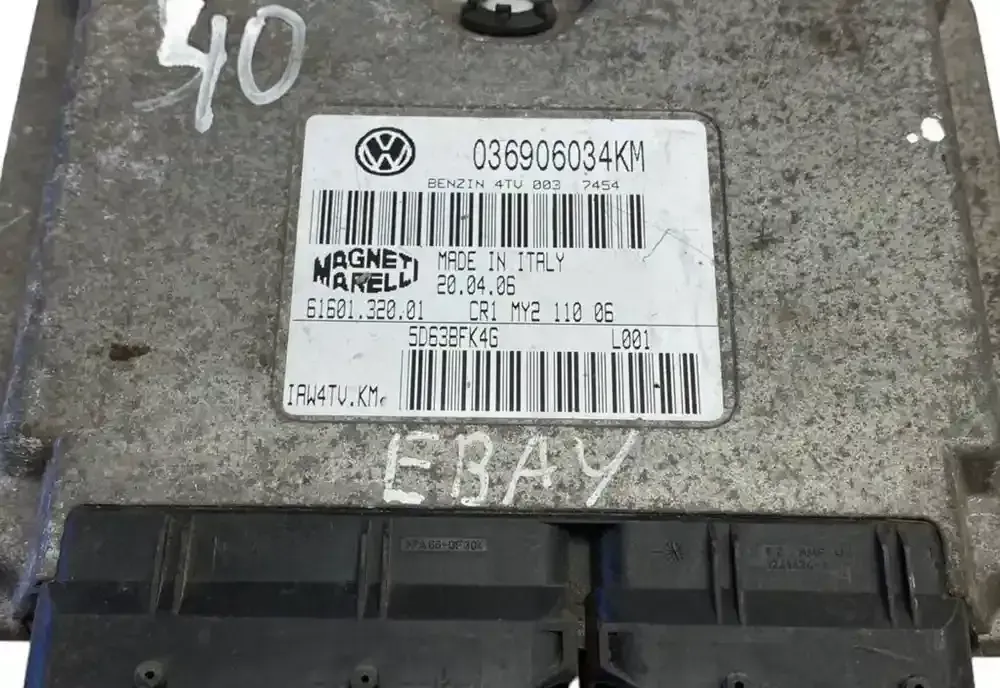 40
VW
036906034KM
BENZIN 4TV 003 7454
MAGNETI
MARELLI
MADE IN ITALY
20.04.06
61601.320.01 CR1 MY2 110 06
5D63BFK4G L001
IAW4TV.KM
EBAY